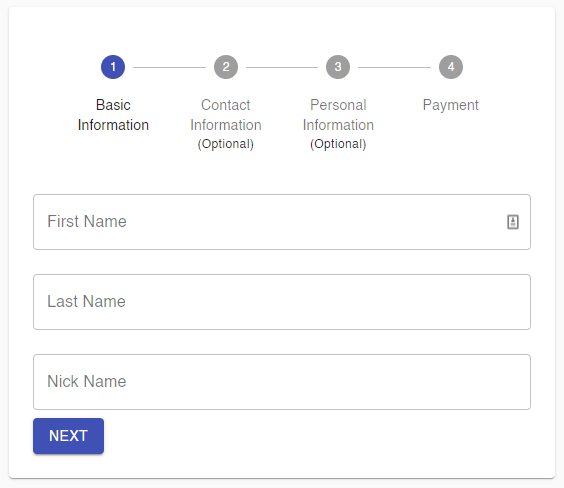 1 2 3 4
Basic Contact Personal Payment
Information Information Information
(Optional) (Optional)
First Name
Last Name
Nick Name
NEXT